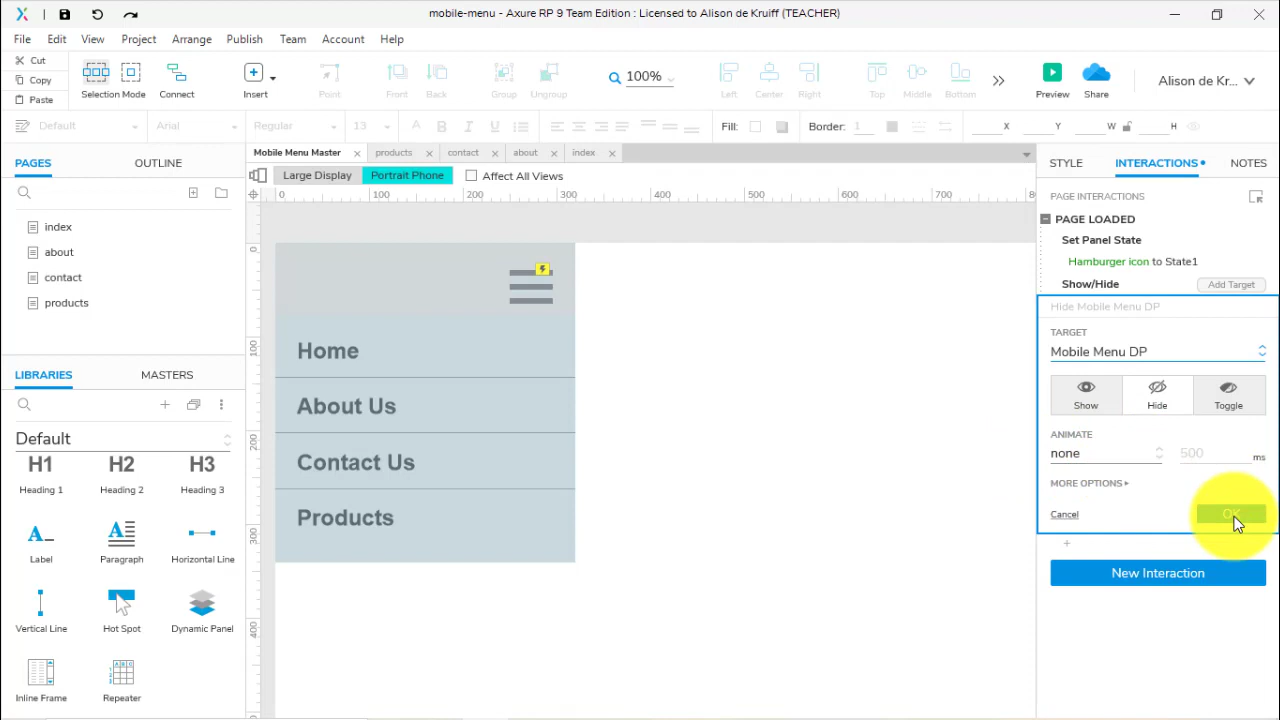 mobile-menu - Axure RP 9 Team Edition : Licensed to Alison de Kruiff (TEACHER)
File Edit View Project Arrange Publish Team Account Help
Cut
Copy
Paste
Selection Mode Connect Insert Point Front Back Group Ungroup 100% Left Center Right Top Middle Bottom Preview Share Alison de Kr...
Default Arial Regular 13 Fill: Border: 1 X Y W H
PAGES OUTLINE
index
about
contact
products
LIBRARIES MASTERS
Default
H1 H2 H3
Heading 1 Heading 2 Heading 3
A
Label Paragraph Horizontal Line
Vertical Line Hot Spot Dynamic Panel
Inline Frame Repeater
Mobile Menu Master products contact about index
Large Display Portrait Phone Affect All Views
0 100 200 300 400 500 600 700
0
100
200
300
400
Home
About Us
Contact Us
Products
STYLE INTERACTIONS NOTES
PAGE INTERACTIONS
PAGE LOADED
Set Panel State
Hamburger icon to State1
Show/Hide Add Target
Hide Mobile Menu DP
TARGET
Mobile Menu DP
Show Hide Toggle
ANIMATE
none 500 ms
MORE OPTIONS
Cancel OK
New Interaction